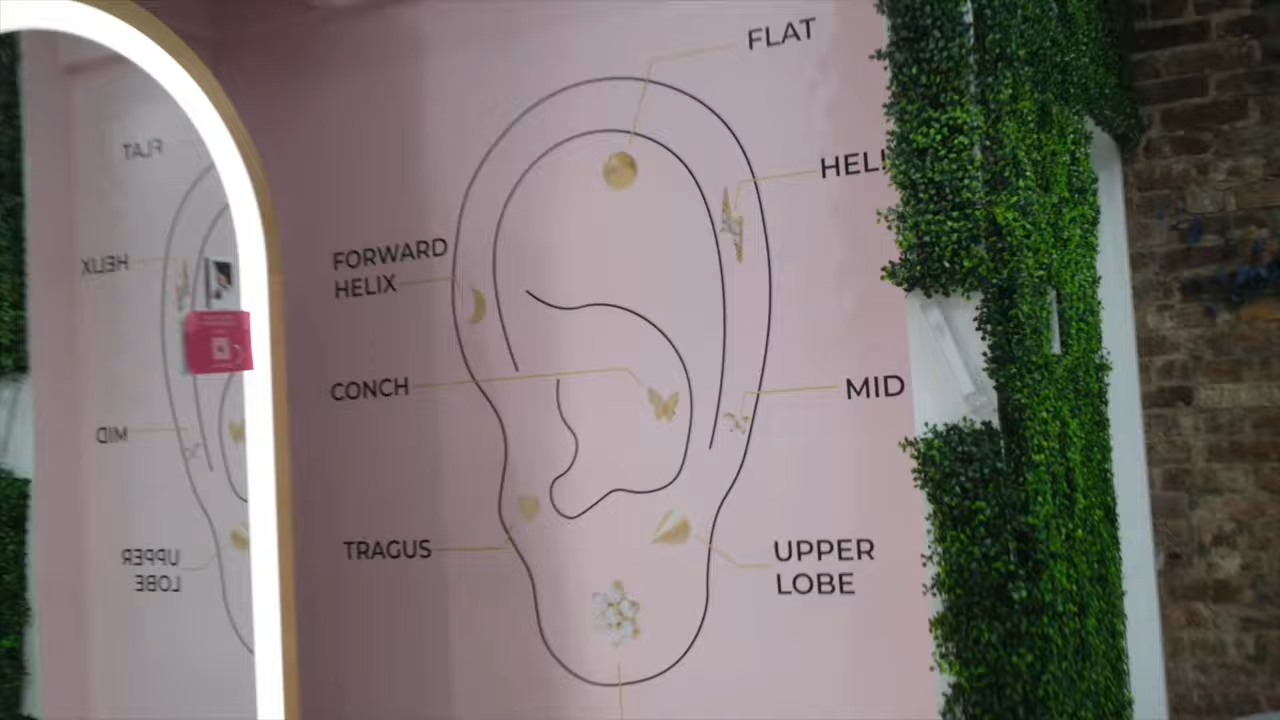 FLAT
HELI
FORWARD
HELIX
CONCH
MID
TRAGUS
UPPER
LOBE
FLAT
HELIX
MID
UPPER
LOBE